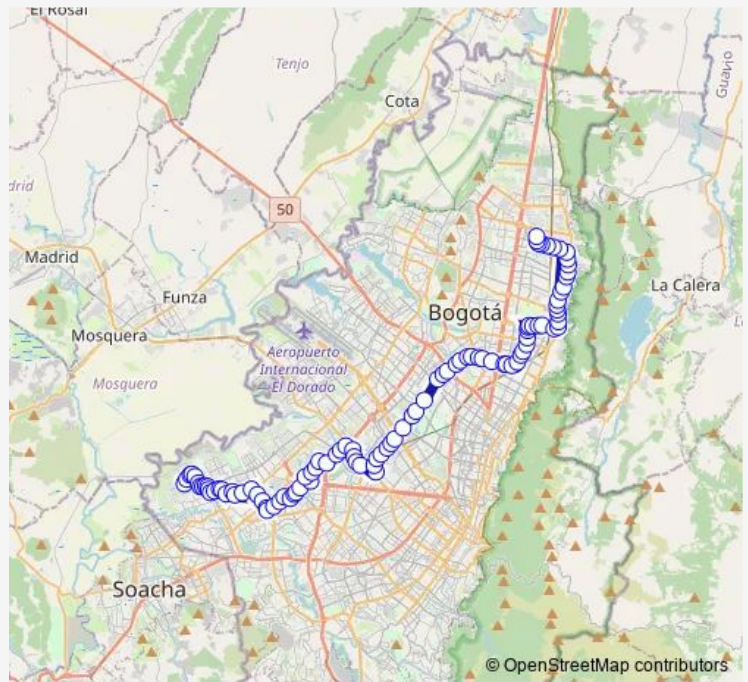 El Rosal
Tenjo
Cota
Guavio
drid
50
Madrid
Funza
La Calera
Bogotá
Mosquera
Aeropuerto
Internacional
El Dorado
Mosquera
Soacha
© OpenStreetMap contributors